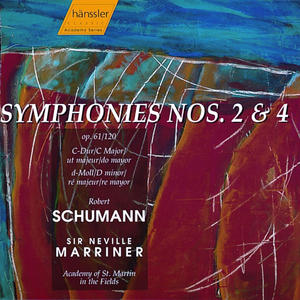 hänssler
CLASSIC
Academy Series
SYMPHONIES NOS. 2 & 4
op. 61/120
C-Dur/C Major/
ut majeur/do mayor
d-Moll/D minor/
ré majeur/re mayor
Robert
SCHUMANN
SIR NEVILLE
MARRINER
Academy of St. Martin
in the Fields